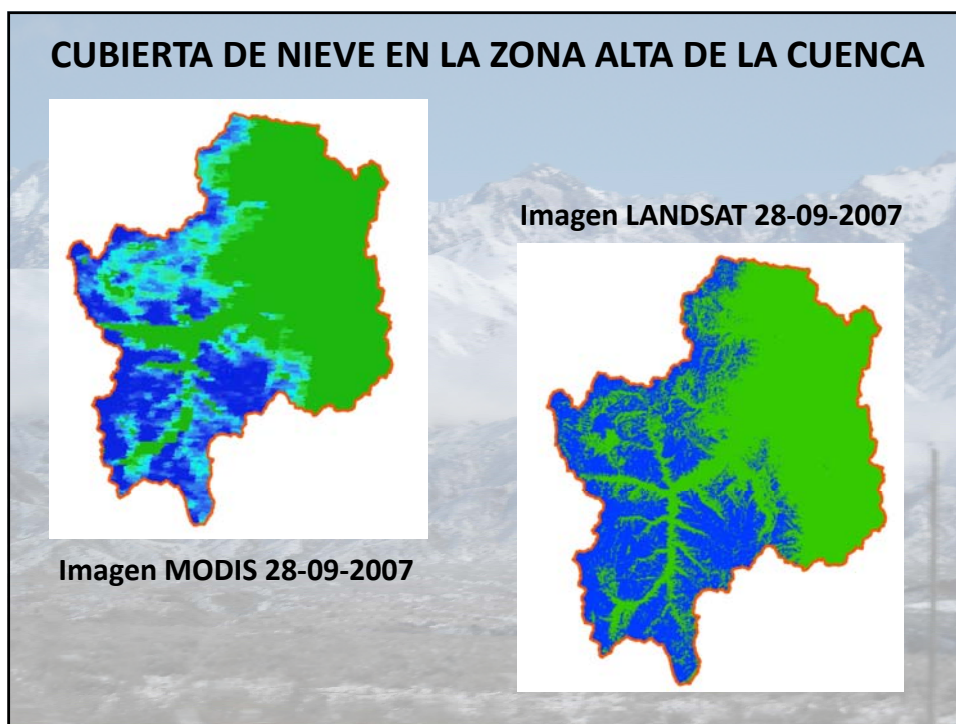 CUBIERTA DE NIEVE EN LA ZONA ALTA DE LA CUENCA
Imagen LANDSAT 28-09-2007
Imagen MODIS 28-09-2007